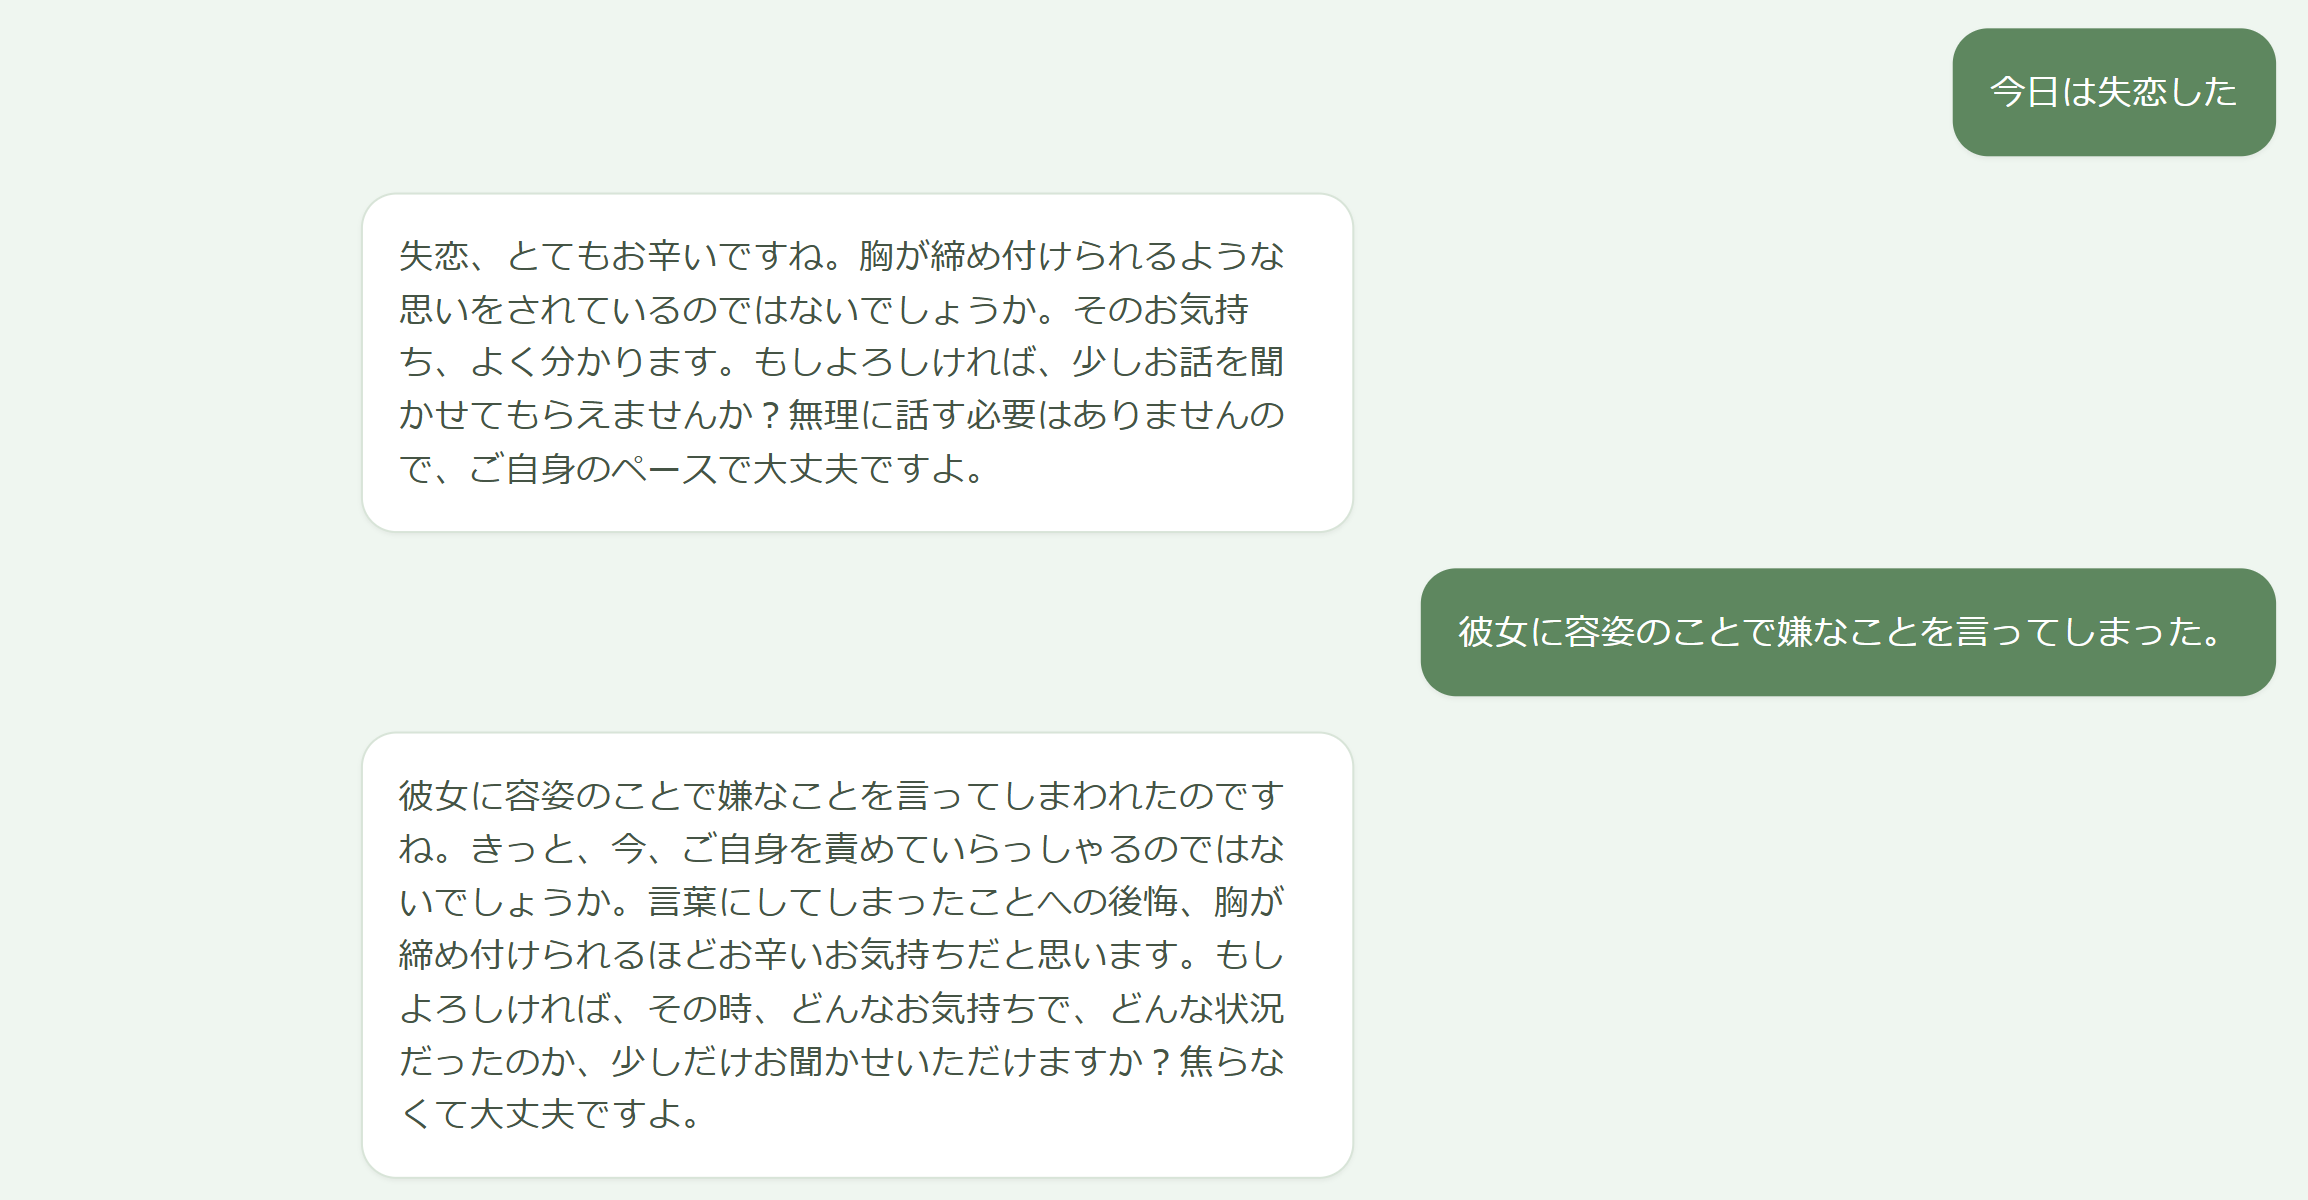 今日は失恋した
失恋、とてもお辛いですね。胸が締め付けられるような
思いをされているのではないでしょうか。そのお気持
ち、よく分かります。もしよろしければ、少しお話を聞
かせてもらえませんか？無理に話す必要はありませんの
で、ご自身のペースで大丈夫ですよ。
彼女に容姿のことで嫌なことを言ってしまった。
彼女に容姿のことで嫌なことを言ってしまわれたのです
ね。きっと、今、ご自身を責めていらっしゃるのではな
いでしょうか。言葉にしてしまったことへの後悔、胸が
締め付けられるほどお辛いお気持ちだと思います。もし
よろしければ、その時、どんなお気持ちで、どんな状況
だったのか、少しだけお聞かせいただけますか？焦らな
くて大丈夫ですよ。